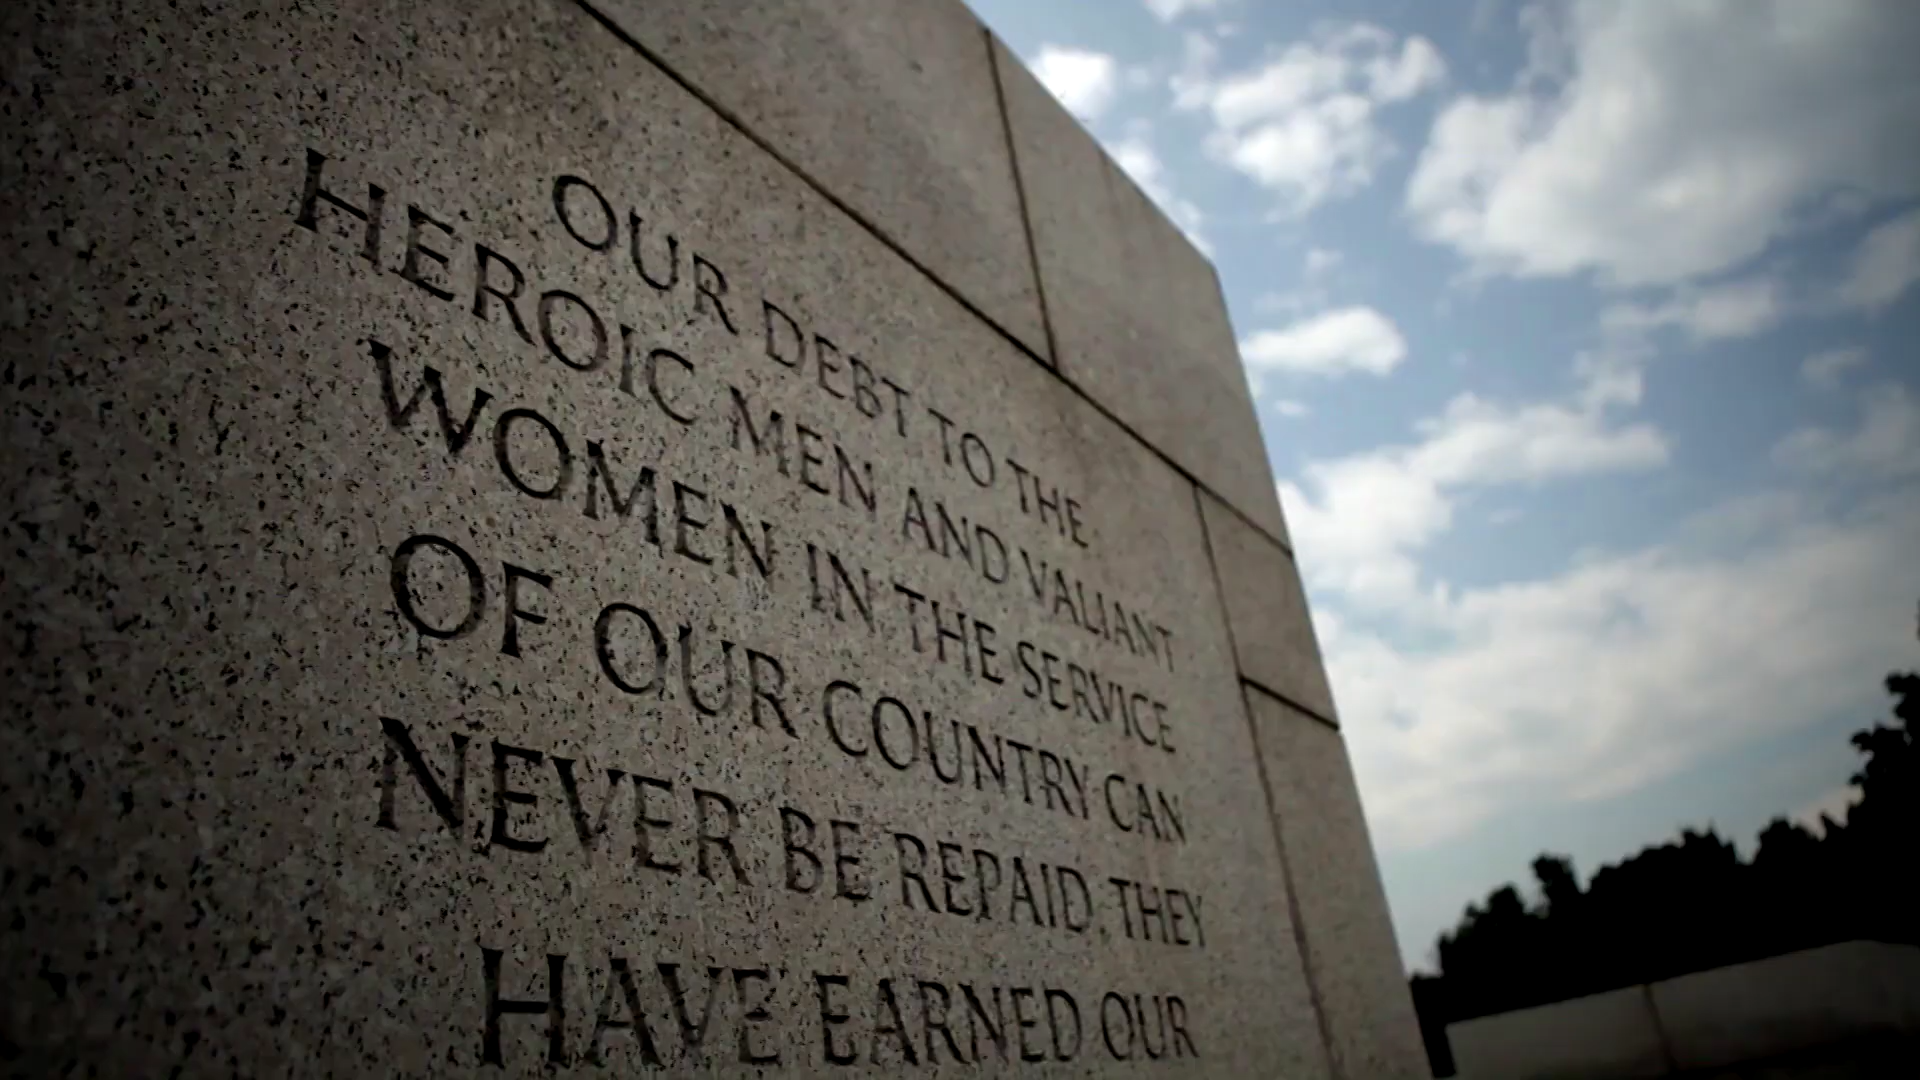 OUR DEBT TO THE
HEROIC MEN AND VALIANT
WOMEN IN THE SERVICE
OF OUR COUNTRY CAN
NEVER BE REPAID. THEY
HAVE EARNED OUR